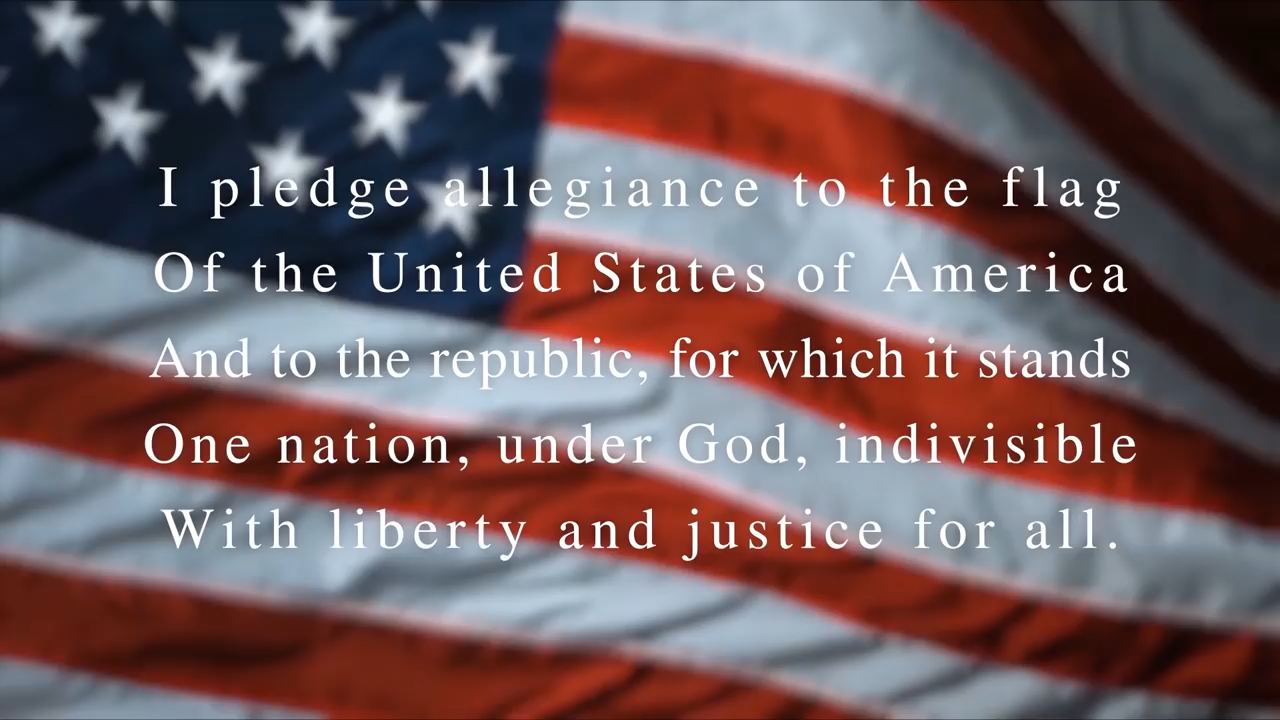 I pledge allegiance to the flag
Of the United States of America
And to the republic, for which it stands
One nation, under God, indivisible
With liberty and justice for all.